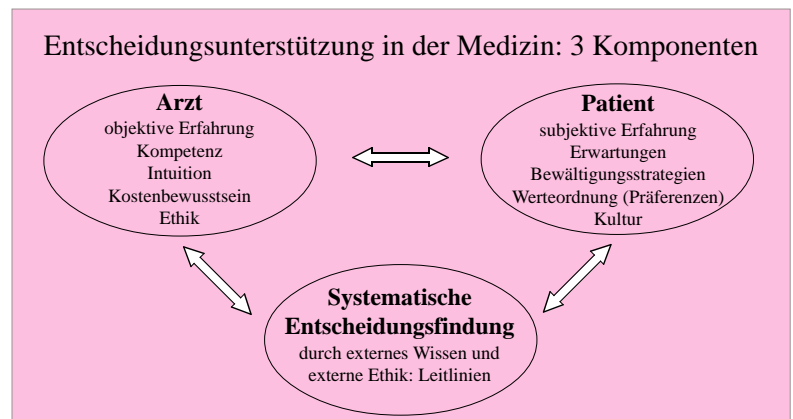 Entscheidungsunterstützung in der Medizin: 3 Komponenten
Arzt
objektive Erfahrung
Kompetenz
Intuition
Kostenbewusstsein
Ethik
Patient
subjektive Erfahrung
Erwartungen
Bewältigungsstrategien
Werteordnung (Präferenzen)
Kultur
Systematische
Entscheidungsfindung
durch externes Wissen und
externe Ethik: Leitlinien